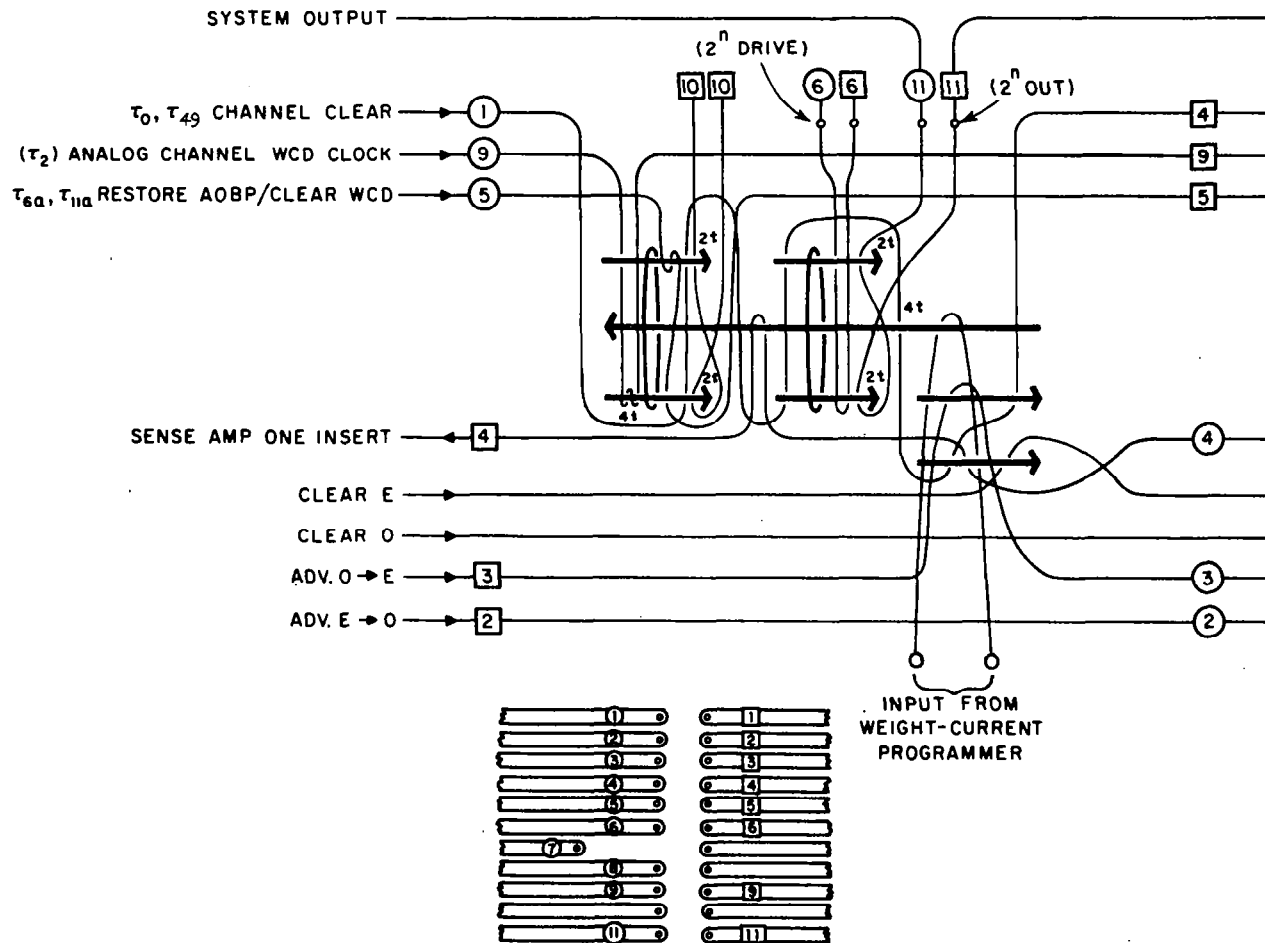 SYSTEM OUTPUT
(2ⁿ DRIVE)
10 10 6 6 11 11
(2ⁿ OUT)
τ0, τ49 CHANNEL CLEAR 1 4
(τ2) ANALOG CHANNEL WCD CLOCK 9 9
τ6a, τ11a RESTORE AOBP/CLEAR WCD 5 5
2t 2t
4t
2t 2t
4t
SENSE AMP ONE INSERT 4 4
CLEAR E
CLEAR O
ADV. O → E 3 3
ADV. E → O 2 2
INPUT FROM
WEIGHT-CURRENT
PROGRAMMER
1 1
2 2
3 3
4 4
5 5
6 6
7
8
9 9
11 11